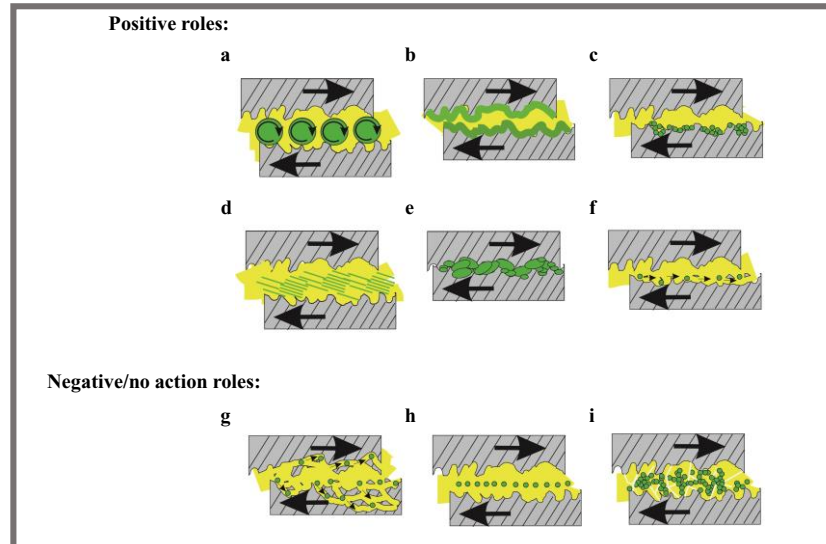 Positive roles:
a b c
d e f
Negative/no action roles:
g h i